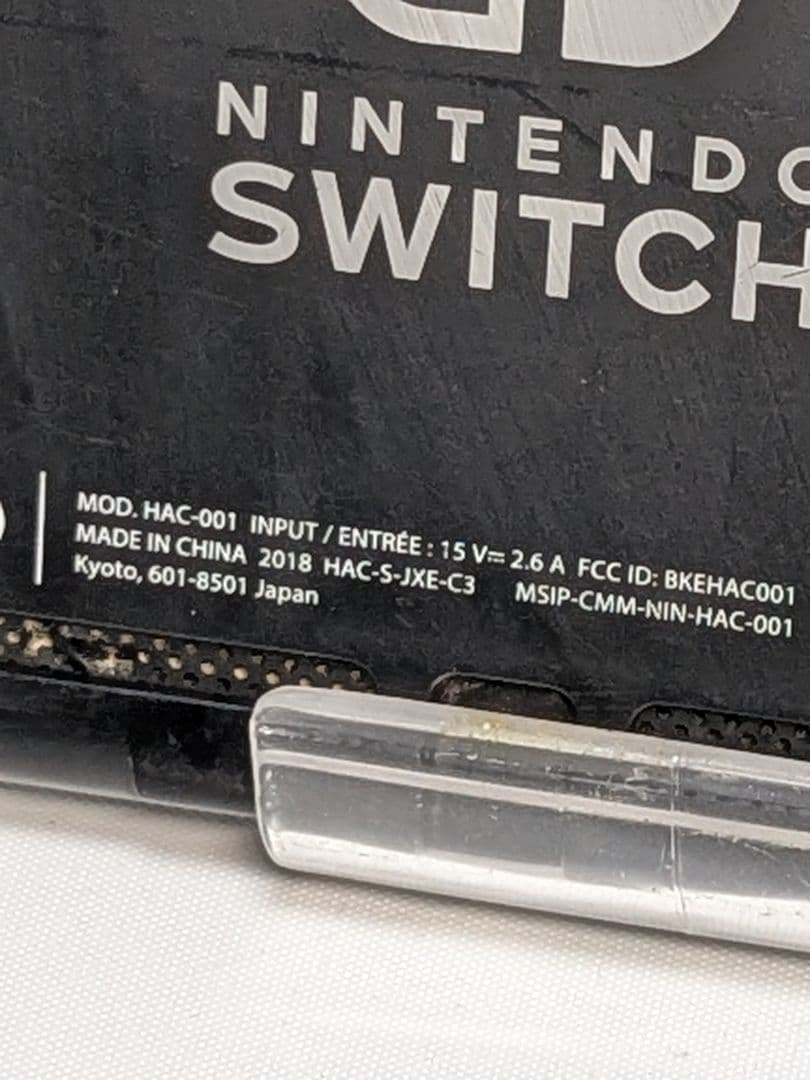 NINTENDO
SWITCH
MOD. HAC-001 INPUT / ENTRÉE : 15 V⎓ 2.6 A FCC ID: BKEHAC001
MADE IN CHINA 2018 HAC-S-JXE-C3 MSIP-CMM-NIN-HAC-001
Kyoto, 601-8501 Japan